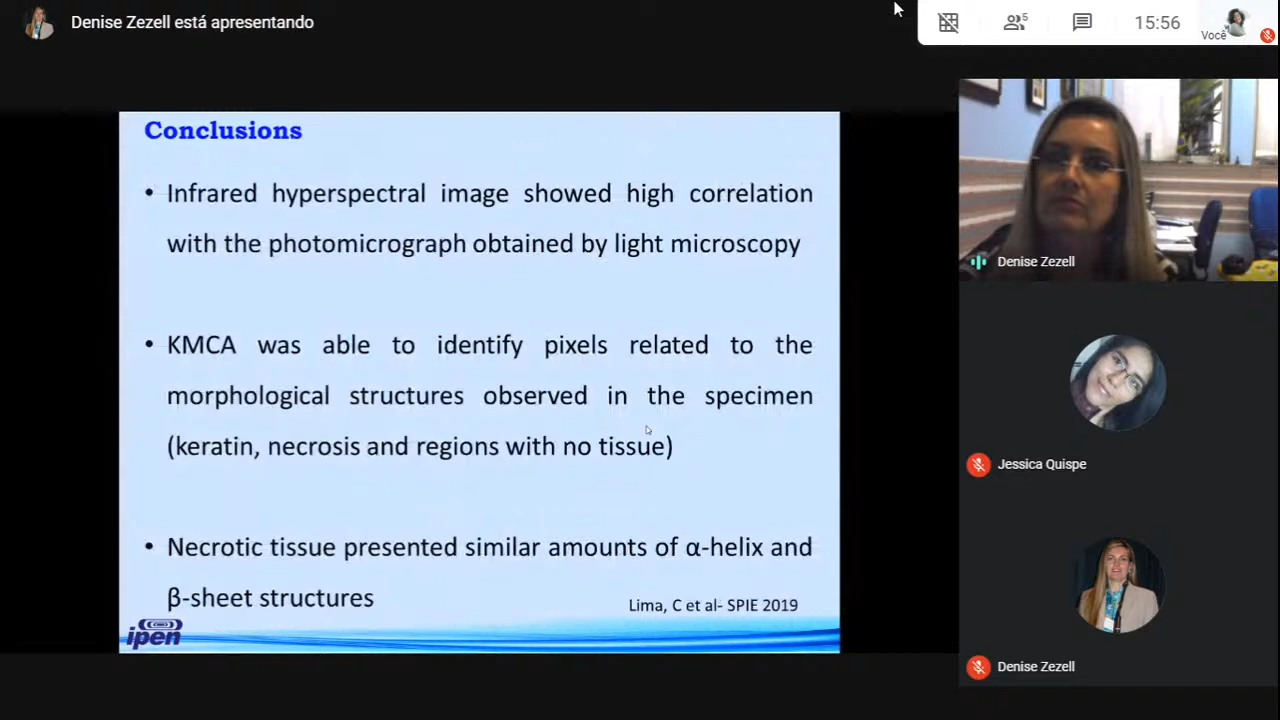 Denise Zezell está apresentando
5
15:56
Você
Conclusions
• Infrared hyperspectral image showed high correlation
with the photomicrograph obtained by light microscopy
• KMCA was able to identify pixels related to the
morphological structures observed in the specimen
(keratin, necrosis and regions with no tissue)
• Necrotic tissue presented similar amounts of α-helix and
β-sheet structures
Lima, C et al- SPIE 2019
ipen
Denise Zezell
Jessica Quispe
Denise Zezell